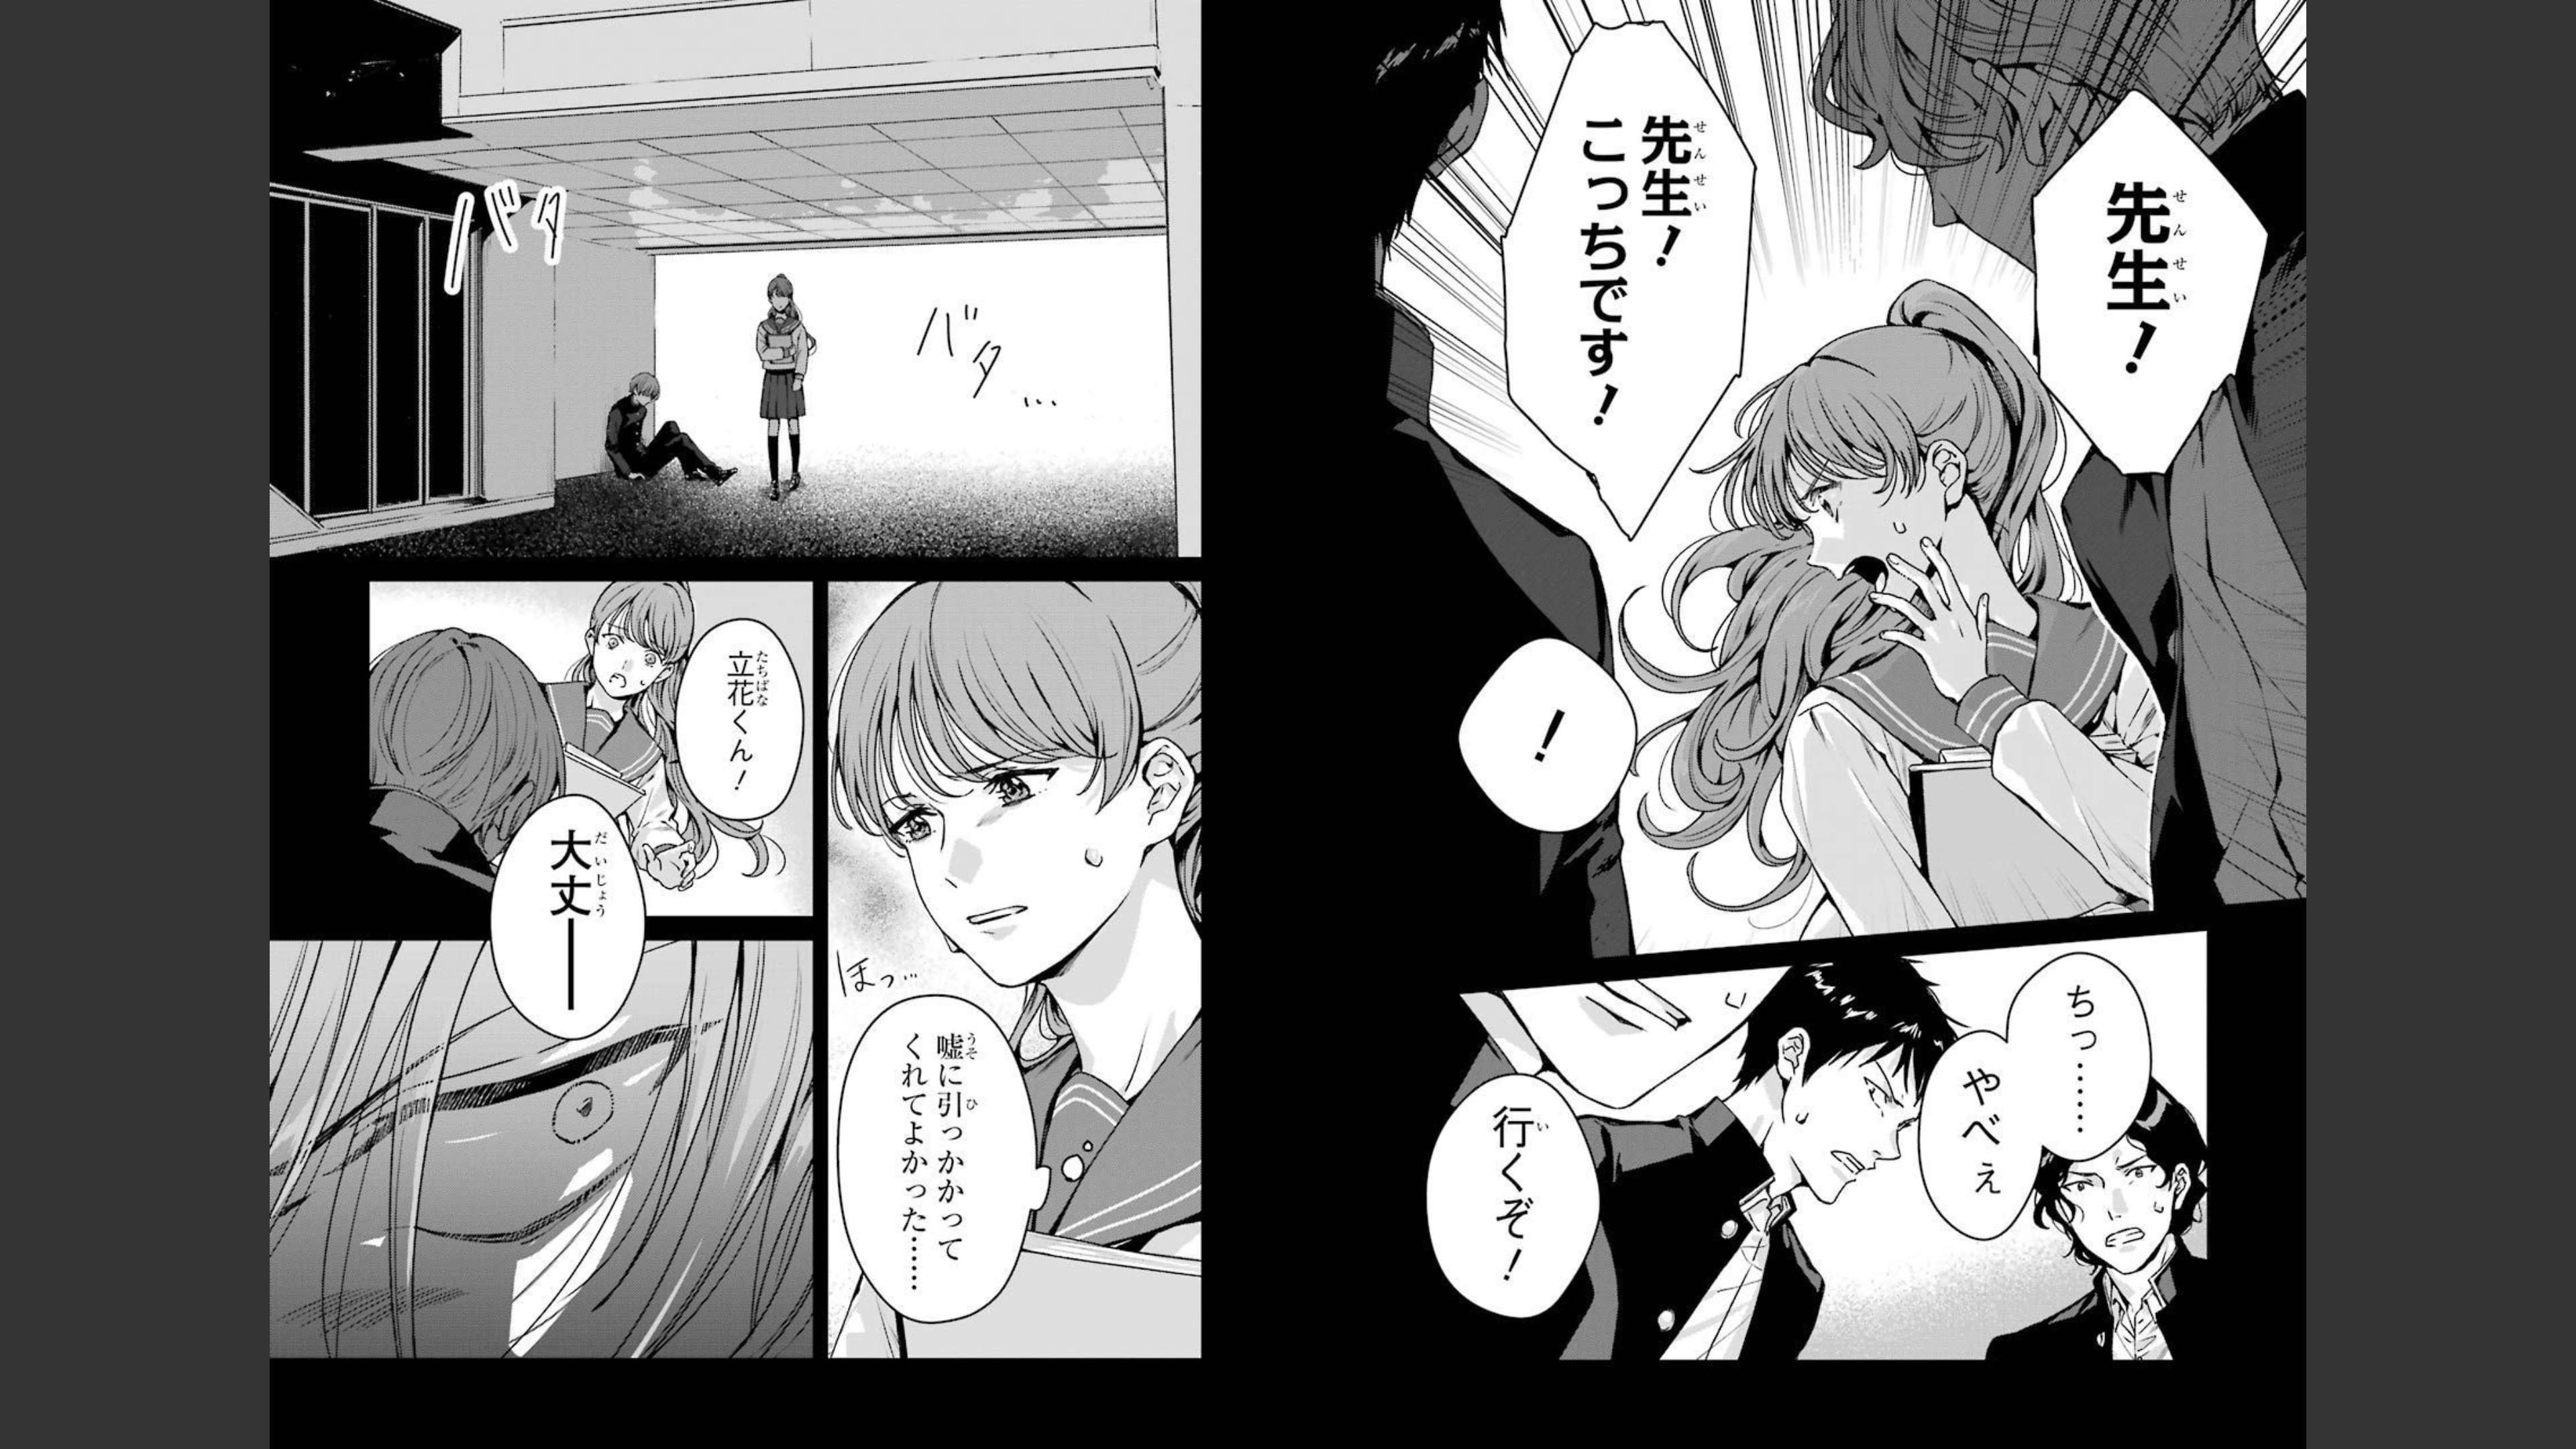 先生！
先生！
こっちです！
！
ちっ……
やべぇ
行くぞ！
バタ
バタ…
ほっ…
嘘に引っかかって
くれてよかった……
立花くん！
大丈――